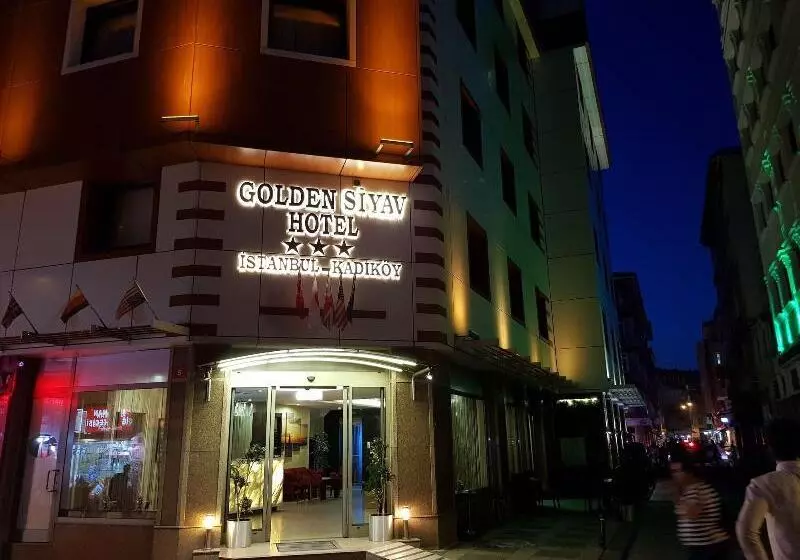 GOLDEN SİYAV
HOTEL
★★★
İSTANBUL - KADIKÖY